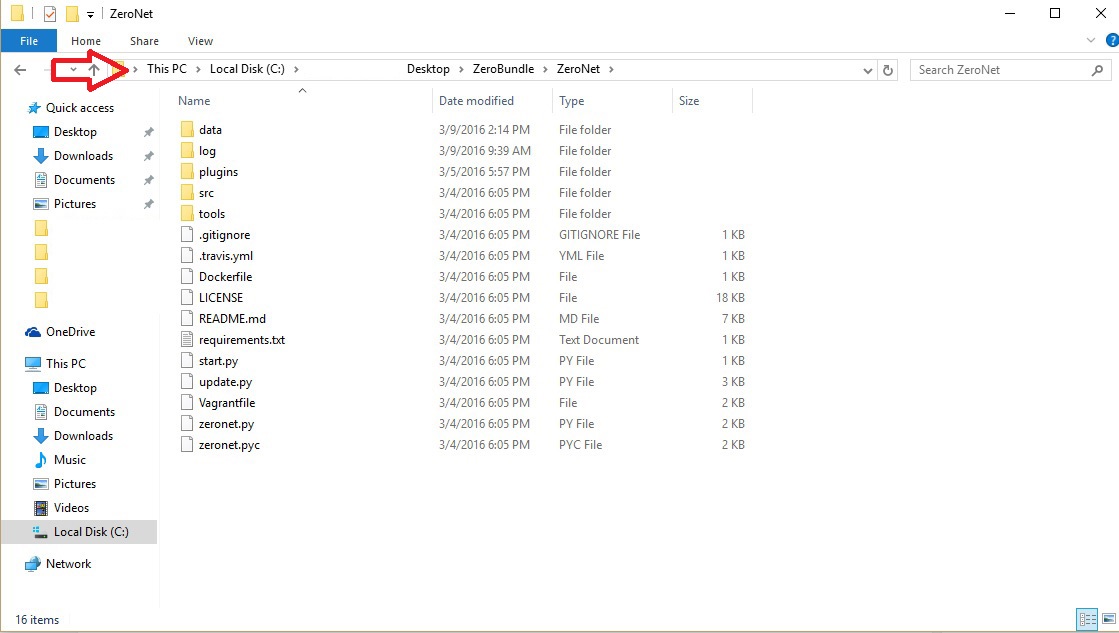 ZeroNet
File Home Share View
This PC Local Disk (C:) Desktop ZeroBundle ZeroNet Search ZeroNet
Name Date modified Type Size
Quick access
Desktop
Downloads
Documents
Pictures
OneDrive
This PC
Desktop
Documents
Downloads
Music
Pictures
Videos
Local Disk (C:)
Network
data 3/9/2016 2:14 PM File folder
log 3/9/2016 9:39 AM File folder
plugins 3/5/2016 5:57 PM File folder
src 3/4/2016 6:05 PM File folder
tools 3/4/2016 6:05 PM File folder
.gitignore 3/4/2016 6:05 PM GITIGNORE File 1 KB
.travis.yml 3/4/2016 6:05 PM YML File 1 KB
Dockerfile 3/4/2016 6:05 PM File 1 KB
LICENSE 3/4/2016 6:05 PM File 18 KB
README.md 3/4/2016 6:05 PM MD File 7 KB
requirements.txt 3/4/2016 6:05 PM Text Document 1 KB
start.py 3/4/2016 6:05 PM PY File 1 KB
update.py 3/4/2016 6:05 PM PY File 3 KB
Vagrantfile 3/4/2016 6:05 PM File 2 KB
zeronet.py 3/4/2016 6:05 PM PY File 2 KB
zeronet.pyc 3/4/2016 6:05 PM PYC File 2 KB
16 items